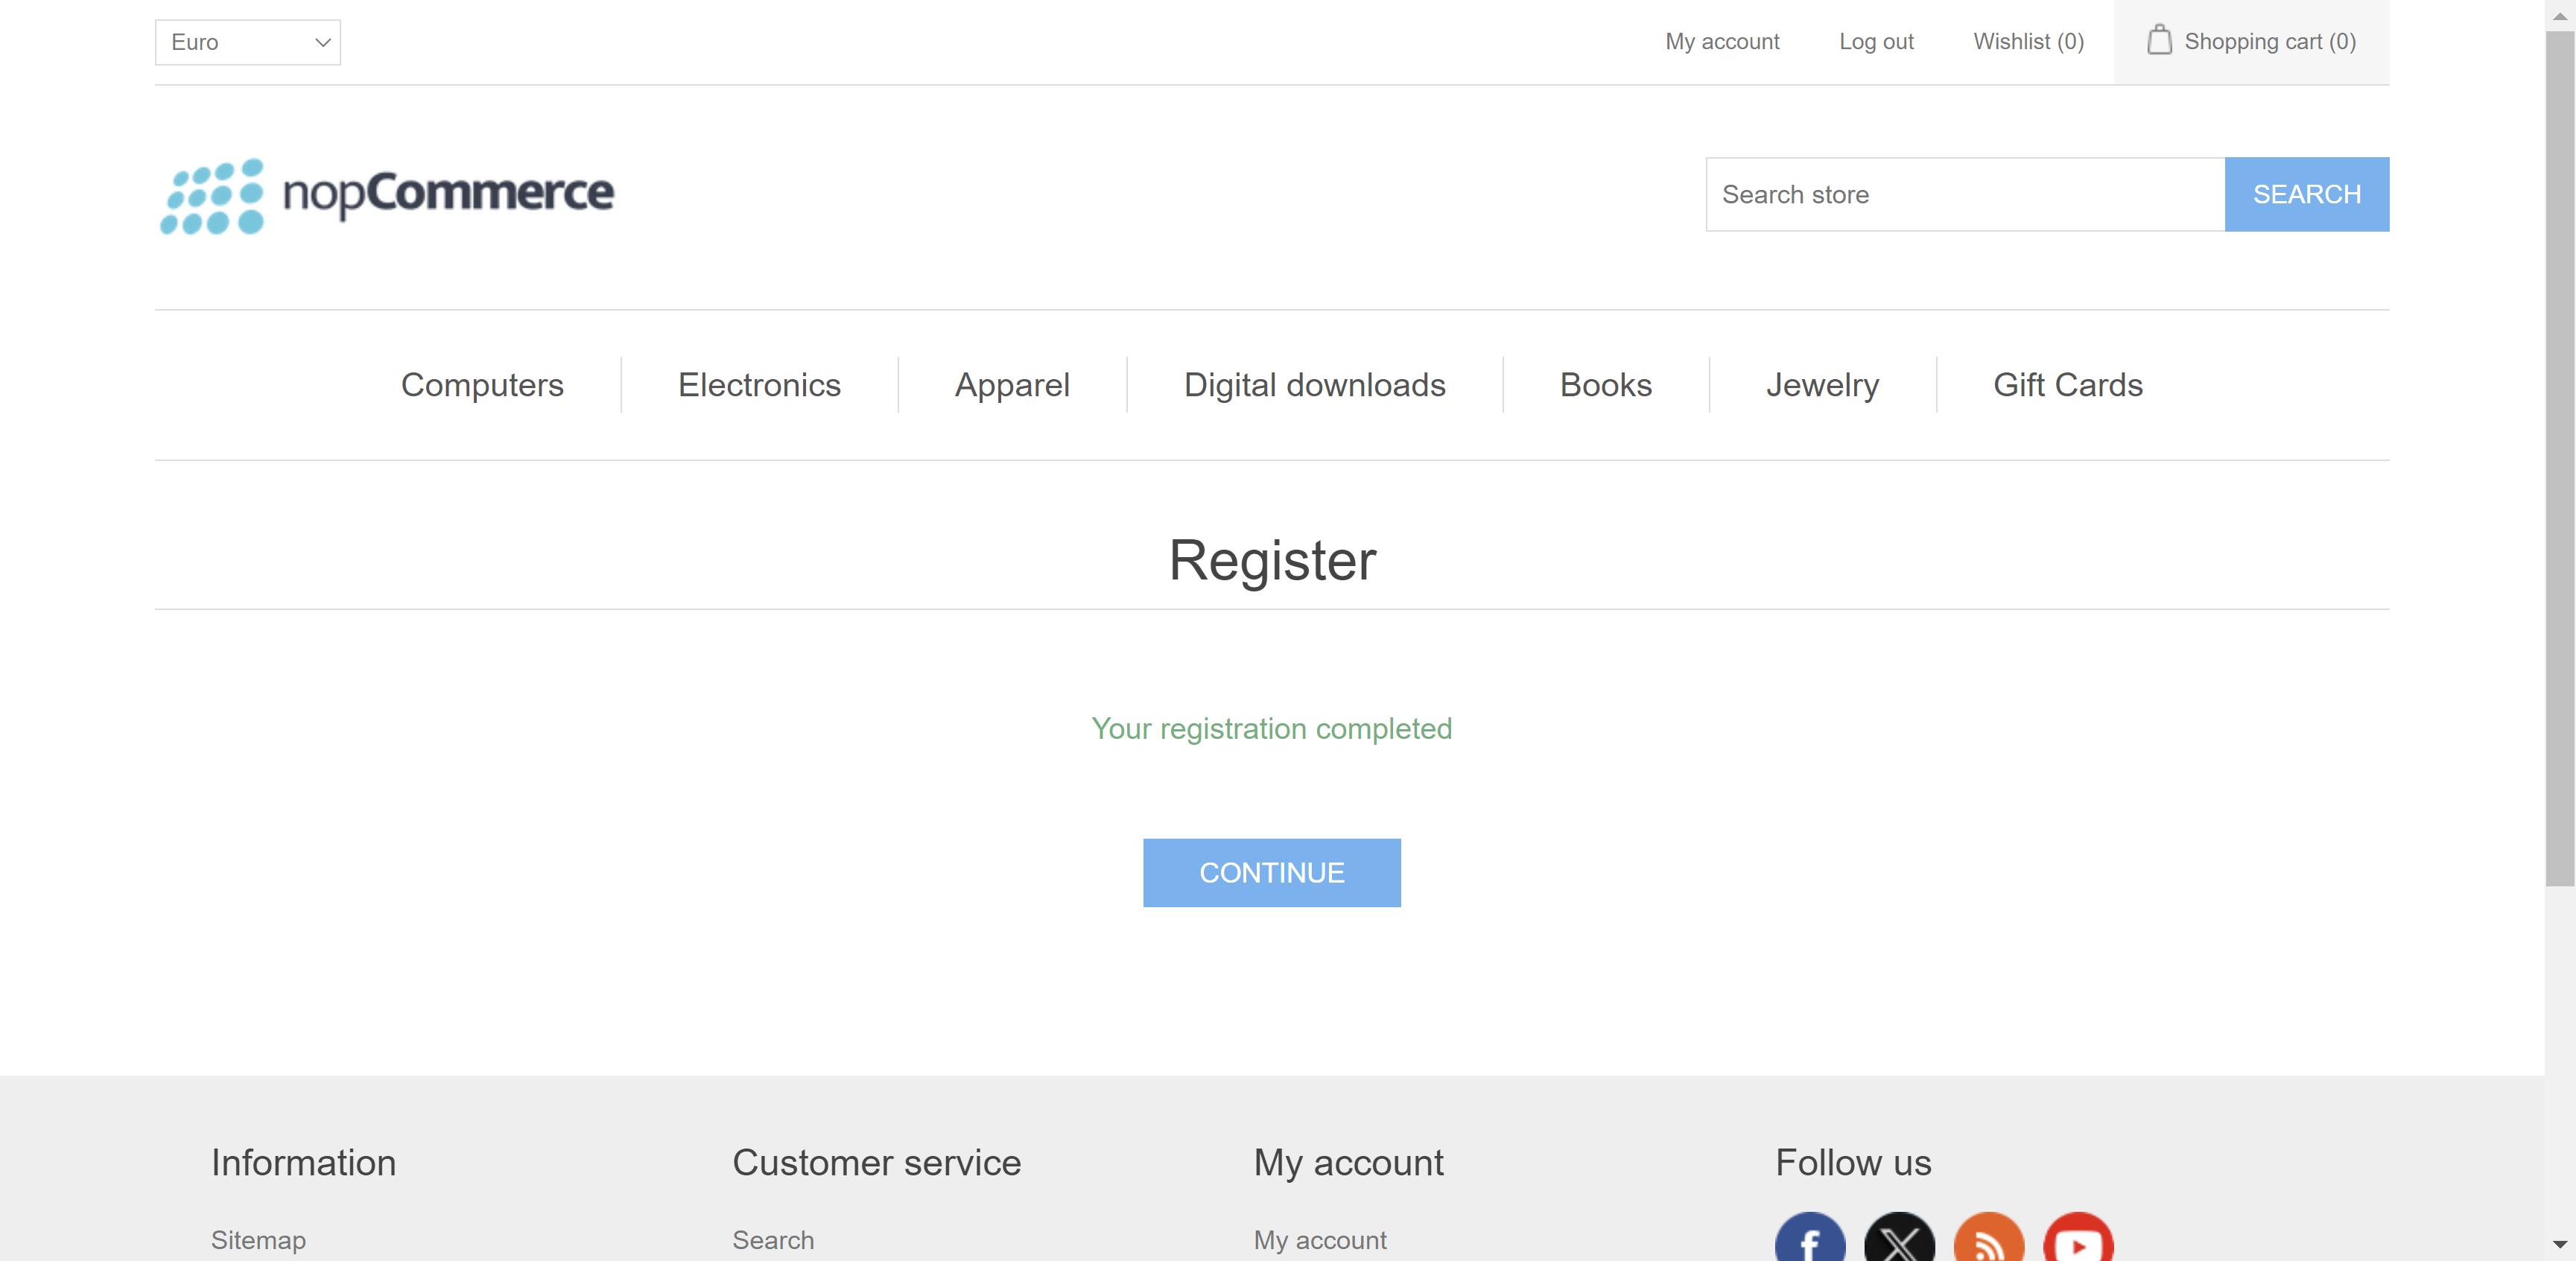 Euro
My account
Log out
Wishlist (0)
Shopping cart (0)
nopCommerce
Search store
SEARCH
Computers
Electronics
Apparel
Digital downloads
Books
Jewelry
Gift Cards
Register
Your registration completed
CONTINUE
Information
Customer service
My account
Follow us
Sitemap
Search
My account